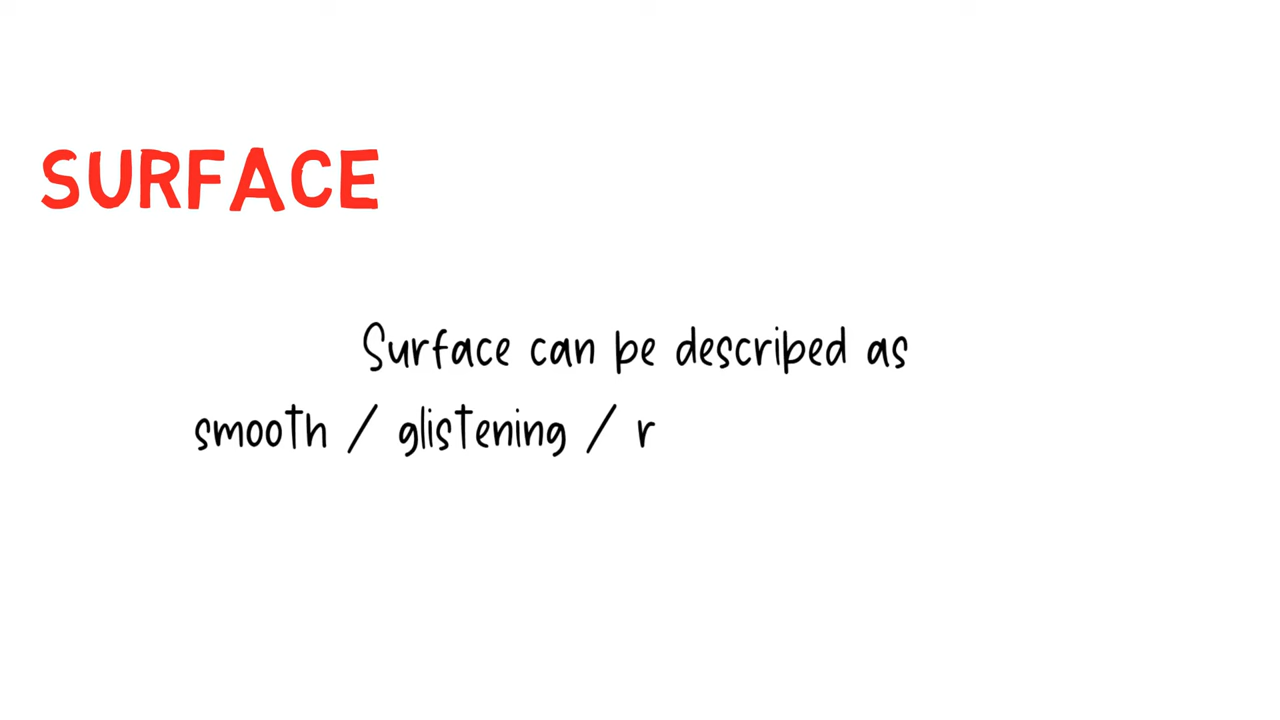 SURFACE
Surface can be described as
smooth / glistening / r